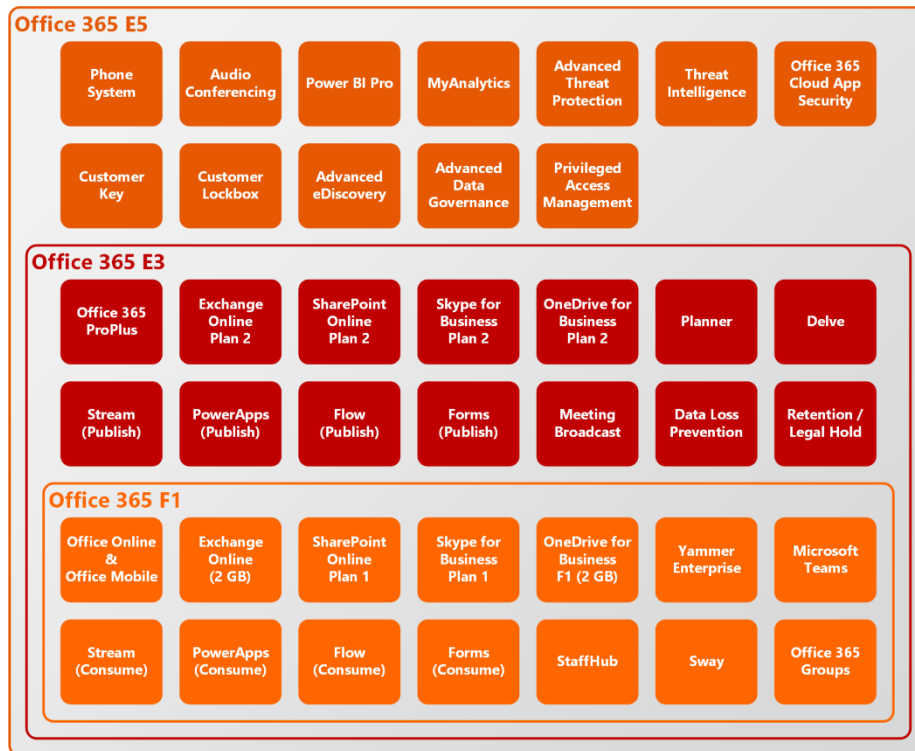 Office 365 E5
Phone
System
Audio
Conferencing
Power BI Pro
MyAnalytics
Advanced
Threat
Protection
Threat
Intelligence
Office 365
Cloud App
Security
Customer
Key
Customer
Lockbox
Advanced
eDiscovery
Advanced
Data
Governance
Privileged
Access
Management
Office 365 E3
Office 365
ProPlus
Exchange
Online
Plan 2
SharePoint
Online
Plan 2
Skype for
Business
Plan 2
OneDrive for
Business
Plan 2
Planner
Delve
Stream
(Publish)
PowerApps
(Publish)
Flow
(Publish)
Forms
(Publish)
Meeting
Broadcast
Data Loss
Prevention
Retention /
Legal Hold
Office 365 F1
Office Online
&
Office Mobile
Exchange
Online
(2 GB)
SharePoint
Online
Plan 1
Skype for
Business
Plan 1
OneDrive for
Business
F1 (2 GB)
Yammer
Enterprise
Microsoft
Teams
Stream
(Consume)
PowerApps
(Consume)
Flow
(Consume)
Forms
(Consume)
StaffHub
Sway
Office 365
Groups